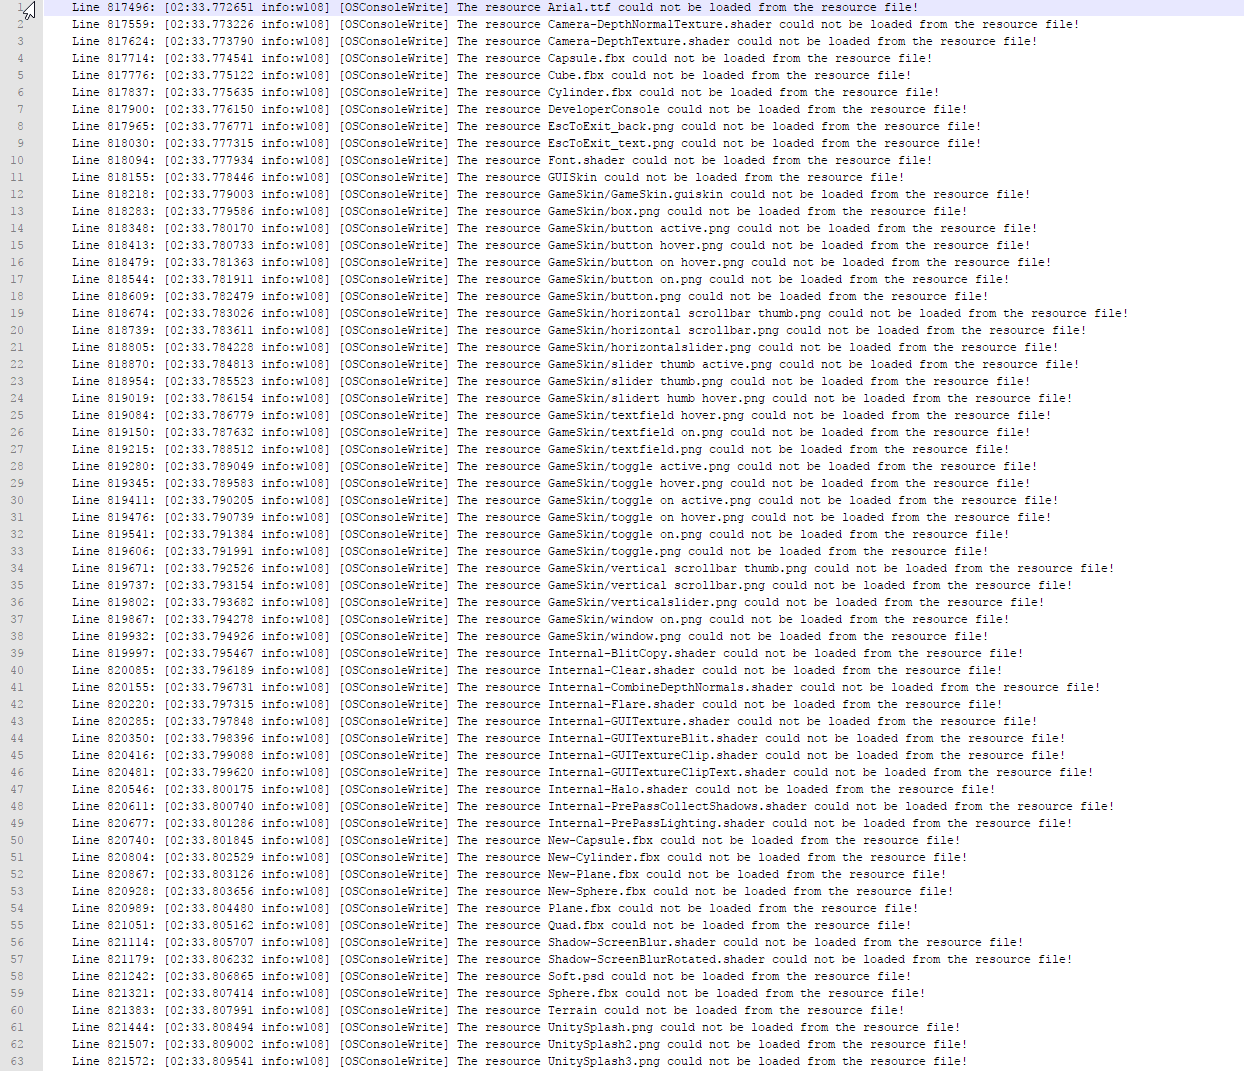 1 Line 817496: [02:33.772651 info:w108] [OSConsoleWrite] The resource Arial.ttf could not be loaded from the resource file!
2 Line 817559: [02:33.773226 info:w108] [OSConsoleWrite] The resource Camera-DepthNormalTexture.shader could not be loaded from the resource file!
3 Line 817624: [02:33.773790 info:w108] [OSConsoleWrite] The resource Camera-DepthTexture.shader could not be loaded from the resource file!
4 Line 817714: [02:33.774541 info:w108] [OSConsoleWrite] The resource Capsule.fbx could not be loaded from the resource file!
5 Line 817776: [02:33.775122 info:w108] [OSConsoleWrite] The resource Cube.fbx could not be loaded from the resource file!
6 Line 817837: [02:33.775635 info:w108] [OSConsoleWrite] The resource Cylinder.fbx could not be loaded from the resource file!
7 Line 817900: [02:33.776150 info:w108] [OSConsoleWrite] The resource DeveloperConsole could not be loaded from the resource file!
8 Line 817965: [02:33.776771 info:w108] [OSConsoleWrite] The resource EscToExit_back.png could not be loaded from the resource file!
9 Line 818030: [02:33.777315 info:w108] [OSConsoleWrite] The resource EscToExit_text.png could not be loaded from the resource file!
10 Line 818094: [02:33.777934 info:w108] [OSConsoleWrite] The resource Font.shader could not be loaded from the resource file!
11 Line 818155: [02:33.778446 info:w108] [OSConsoleWrite] The resource GUISkin could not be loaded from the resource file!
12 Line 818218: [02:33.779003 info:w108] [OSConsoleWrite] The resource GameSkin/GameSkin.guiskin could not be loaded from the resource file!
13 Line 818283: [02:33.779586 info:w108] [OSConsoleWrite] The resource GameSkin/box.png could not be loaded from the resource file!
14 Line 818348: [02:33.780170 info:w108] [OSConsoleWrite] The resource GameSkin/button active.png could not be loaded from the resource file!
15 Line 818413: [02:33.780733 info:w108] [OSConsoleWrite] The resource GameSkin/button hover.png could not be loaded from the resource file!
16 Line 818479: [02:33.781363 info:w108] [OSConsoleWrite] The resource GameSkin/button on hover.png could not be loaded from the resource file!
17 Line 818544: [02:33.781911 info:w108] [OSConsoleWrite] The resource GameSkin/button on.png could not be loaded from the resource file!
18 Line 818609: [02:33.782479 info:w108] [OSConsoleWrite] The resource GameSkin/button.png could not be loaded from the resource file!
19 Line 818674: [02:33.783026 info:w108] [OSConsoleWrite] The resource GameSkin/horizontal scrollbar thumb.png could not be loaded from the resource file!
20 Line 818739: [02:33.783611 info:w108] [OSConsoleWrite] The resource GameSkin/horizontal scrollbar.png could not be loaded from the resource file!
21 Line 818805: [02:33.784228 info:w108] [OSConsoleWrite] The resource GameSkin/horizontalslider.png could not be loaded from the resource file!
22 Line 818870: [02:33.784813 info:w108] [OSConsoleWrite] The resource GameSkin/slider thumb active.png could not be loaded from the resource file!
23 Line 818954: [02:33.785523 info:w108] [OSConsoleWrite] The resource GameSkin/slider thumb.png could not be loaded from the resource file!
24 Line 819019: [02:33.786154 info:w108] [OSConsoleWrite] The resource GameSkin/slidert humb hover.png could not be loaded from the resource file!
25 Line 819084: [02:33.786779 info:w108] [OSConsoleWrite] The resource GameSkin/textfield hover.png could not be loaded from the resource file!
26 Line 819150: [02:33.787632 info:w108] [OSConsoleWrite] The resource GameSkin/textfield on.png could not be loaded from the resource file!
27 Line 819215: [02:33.788512 info:w108] [OSConsoleWrite] The resource GameSkin/textfield.png could not be loaded from the resource file!
28 Line 819280: [02:33.789049 info:w108] [OSConsoleWrite] The resource GameSkin/toggle active.png could not be loaded from the resource file!
29 Line 819345: [02:33.789583 info:w108] [OSConsoleWrite] The resource GameSkin/toggle hover.png could not be loaded from the resource file!
30 Line 819411: [02:33.790205 info:w108] [OSConsoleWrite] The resource GameSkin/toggle on active.png could not be loaded from the resource file!
31 Line 819476: [02:33.790739 info:w108] [OSConsoleWrite] The resource GameSkin/toggle on hover.png could not be loaded from the resource file!
32 Line 819541: [02:33.791384 info:w108] [OSConsoleWrite] The resource GameSkin/toggle on.png could not be loaded from the resource file!
33 Line 819606: [02:33.791991 info:w108] [OSConsoleWrite] The resource GameSkin/toggle.png could not be loaded from the resource file!
34 Line 819671: [02:33.792526 info:w108] [OSConsoleWrite] The resource GameSkin/vertical scrollbar thumb.png could not be loaded from the resource file!
35 Line 819737: [02:33.793154 info:w108] [OSConsoleWrite] The resource GameSkin/vertical scrollbar.png could not be loaded from the resource file!
36 Line 819802: [02:33.793682 info:w108] [OSConsoleWrite] The resource GameSkin/verticalslider.png could not be loaded from the resource file!
37 Line 819867: [02:33.794278 info:w108] [OSConsoleWrite] The resource GameSkin/window on.png could not be loaded from the resource file!
38 Line 819932: [02:33.794926 info:w108] [OSConsoleWrite] The resource GameSkin/window.png could not be loaded from the resource file!
39 Line 819997: [02:33.795467 info:w108] [OSConsoleWrite] The resource Internal-BlitCopy.shader could not be loaded from the resource file!
40 Line 820085: [02:33.796189 info:w108] [OSConsoleWrite] The resource Internal-Clear.shader could not be loaded from the resource file!
41 Line 820155: [02:33.796731 info:w108] [OSConsoleWrite] The resource Internal-CombineDepthNormals.shader could not be loaded from the resource file!
42 Line 820220: [02:33.797315 info:w108] [OSConsoleWrite] The resource Internal-Flare.shader could not be loaded from the resource file!
43 Line 820285: [02:33.797848 info:w108] [OSConsoleWrite] The resource Internal-GUITexture.shader could not be loaded from the resource file!
44 Line 820350: [02:33.798396 info:w108] [OSConsoleWrite] The resource Internal-GUITextureBlit.shader could not be loaded from the resource file!
45 Line 820416: [02:33.799088 info:w108] [OSConsoleWrite] The resource Internal-GUITextureClip.shader could not be loaded from the resource file!
46 Line 820481: [02:33.799620 info:w108] [OSConsoleWrite] The resource Internal-GUITextureClipText.shader could not be loaded from the resource file!
47 Line 820546: [02:33.800175 info:w108] [OSConsoleWrite] The resource Internal-Halo.shader could not be loaded from the resource file!
48 Line 820611: [02:33.800740 info:w108] [OSConsoleWrite] The resource Internal-PrePassCollectShadows.shader could not be loaded from the resource file!
49 Line 820677: [02:33.801286 info:w108] [OSConsoleWrite] The resource Internal-PrePassLighting.shader could not be loaded from the resource file!
50 Line 820740: [02:33.801845 info:w108] [OSConsoleWrite] The resource New-Capsule.fbx could not be loaded from the resource file!
51 Line 820804: [02:33.802529 info:w108] [OSConsoleWrite] The resource New-Cylinder.fbx could not be loaded from the resource file!
52 Line 820867: [02:33.803126 info:w108] [OSConsoleWrite] The resource New-Plane.fbx could not be loaded from the resource file!
53 Line 820928: [02:33.803656 info:w108] [OSConsoleWrite] The resource New-Sphere.fbx could not be loaded from the resource file!
54 Line 820989: [02:33.804480 info:w108] [OSConsoleWrite] The resource Plane.fbx could not be loaded from the resource file!
55 Line 821051: [02:33.805162 info:w108] [OSConsoleWrite] The resource Quad.fbx could not be loaded from the resource file!
56 Line 821114: [02:33.805707 info:w108] [OSConsoleWrite] The resource Shadow-ScreenBlur.shader could not be loaded from the resource file!
57 Line 821179: [02:33.806232 info:w108] [OSConsoleWrite] The resource Shadow-ScreenBlurRotated.shader could not be loaded from the resource file!
58 Line 821242: [02:33.806865 info:w108] [OSConsoleWrite] The resource Soft.psd could not be loaded from the resource file!
59 Line 821321: [02:33.807414 info:w108] [OSConsoleWrite] The resource Sphere.fbx could not be loaded from the resource file!
60 Line 821383: [02:33.807991 info:w108] [OSConsoleWrite] The resource Terrain could not be loaded from the resource file!
61 Line 821444: [02:33.808494 info:w108] [OSConsoleWrite] The resource UnitySplash.png could not be loaded from the resource file!
62 Line 821507: [02:33.809002 info:w108] [OSConsoleWrite] The resource UnitySplash2.png could not be loaded from the resource file!
63 Line 821572: [02:33.809541 info:w108] [OSConsoleWrite] The resource UnitySplash3.png could not be loaded from the resource file!